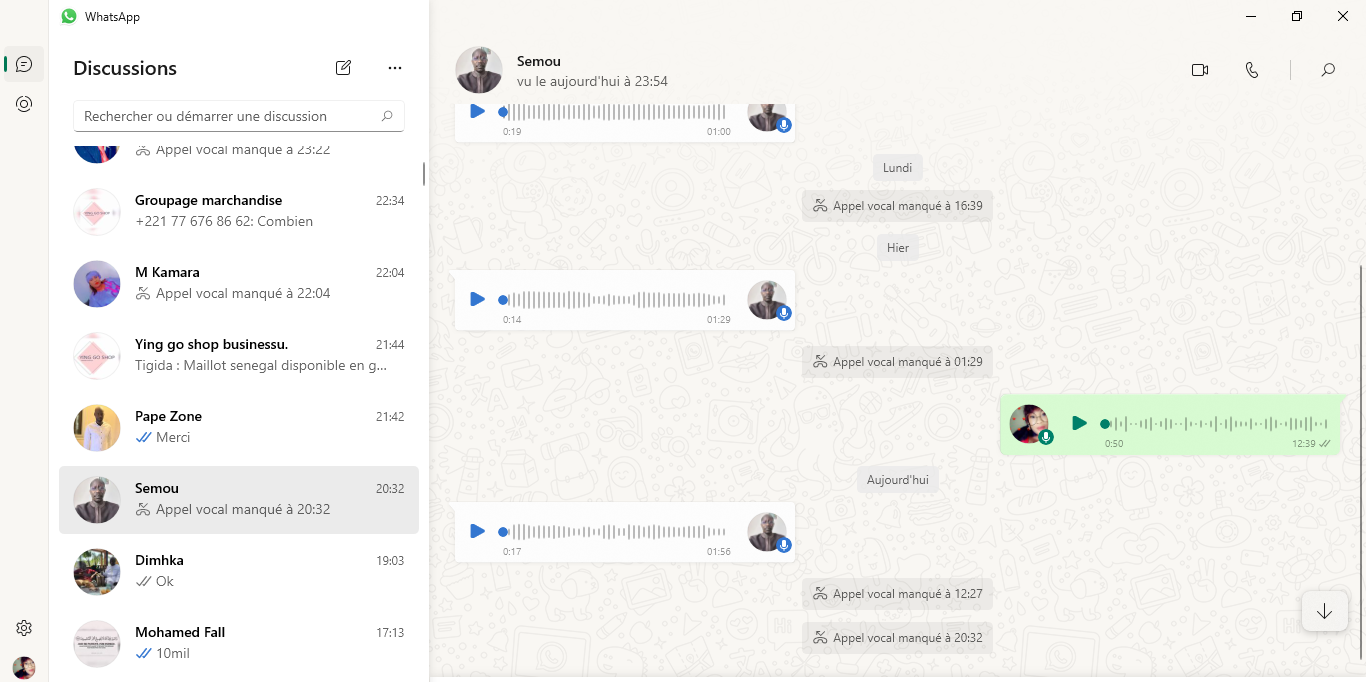 WhatsApp
Discussions
Rechercher ou démarrer une discussion
Appel vocal manqué à 23:22
Groupage marchandise 22:34
+221 77 676 86 62: Combien
M Kamara 22:04
Appel vocal manqué à 22:04
YING GO SHOP
Ying go shop businessu. 21:44
Tigida : Maillot senegal disponible en g...
Pape Zone 21:42
Merci
Semou 20:32
Appel vocal manqué à 20:32
Dimhka 19:03
Ok
Mohamed Fall 17:13
10mil
Semou
vu le aujourd'hui à 23:54
0:19 01:00
Lundi
Appel vocal manqué à 16:39
Hier
0:14 01:29
Appel vocal manqué à 01:29
0:50 12:39
Aujourd'hui
0:17 01:56
Appel vocal manqué à 12:27
Appel vocal manqué à 20:32